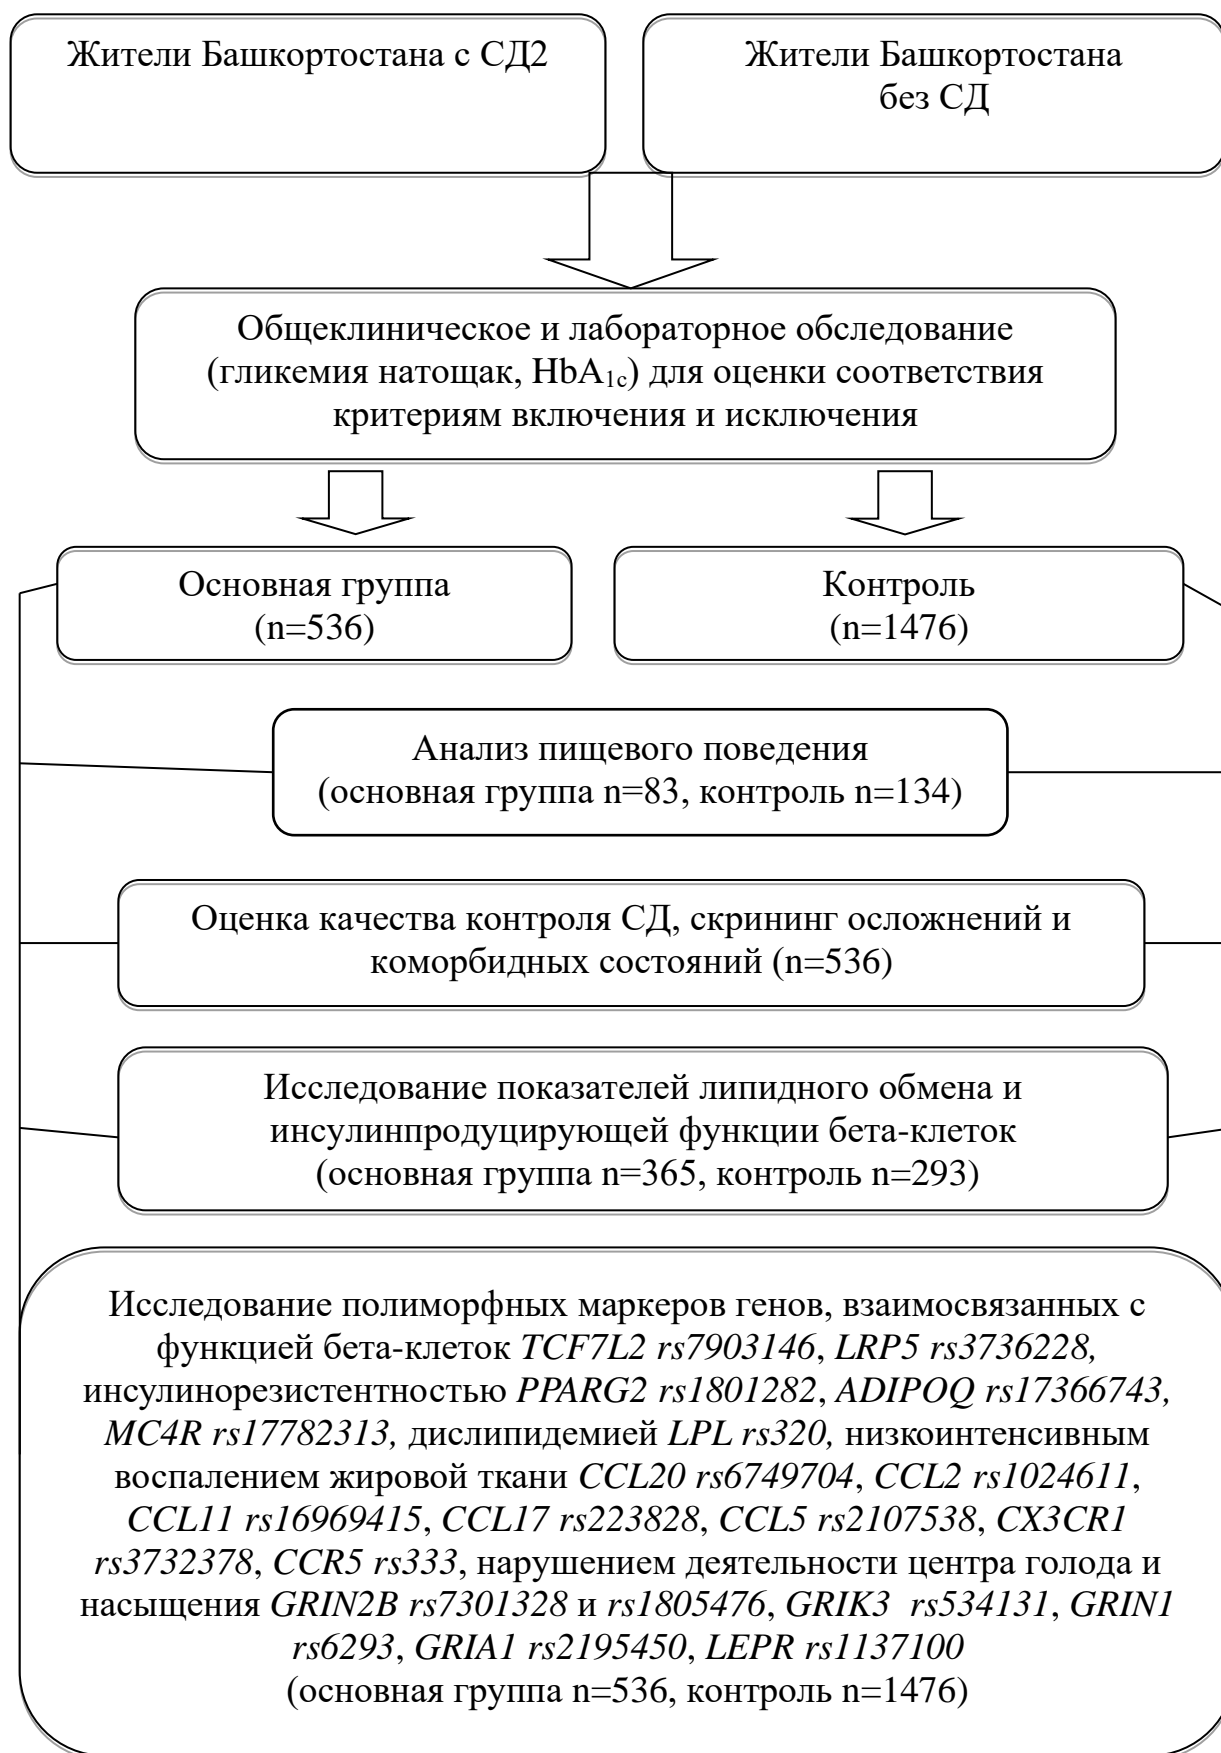 Жители Башкортостана с СД2
Жители Башкортостана
без СД
Общеклиническое и лабораторное обследование
(гликемия натощак, HbA1c) для оценки соответствия
критериям включения и исключения
Основная группа
(n=536)
Контроль
(n=1476)
Анализ пищевого поведения
(основная группа n=83, контроль n=134)
Оценка качества контроля СД, скрининг осложнений и
коморбидных состояний (n=536)
Исследование показателей липидного обмена и
инсулинпродуцирующей функции бета-клеток
(основная группа n=365, контроль n=293)
Исследование полиморфных маркеров генов, взаимосвязанных с
функцией бета-клеток TCF7L2 rs7903146, LRP5 rs3736228,
инсулинорезистентностью PPARG2 rs1801282, ADIPOQ rs17366743,
MC4R rs17782313, дислипидемией LPL rs320, низкоинтенсивным
воспалением жировой ткани CCL20 rs6749704, CCL2 rs1024611,
CCL11 rs16969415, CCL17 rs223828, CCL5 rs2107538, CX3CR1
rs3732378, CCR5 rs333, нарушением деятельности центра голода и
насыщения GRIN2B rs7301328 и rs1805476, GRIK3 rs534131, GRIN1
rs6293, GRIA1 rs2195450, LEPR rs1137100
(основная группа n=536, контроль n=1476)